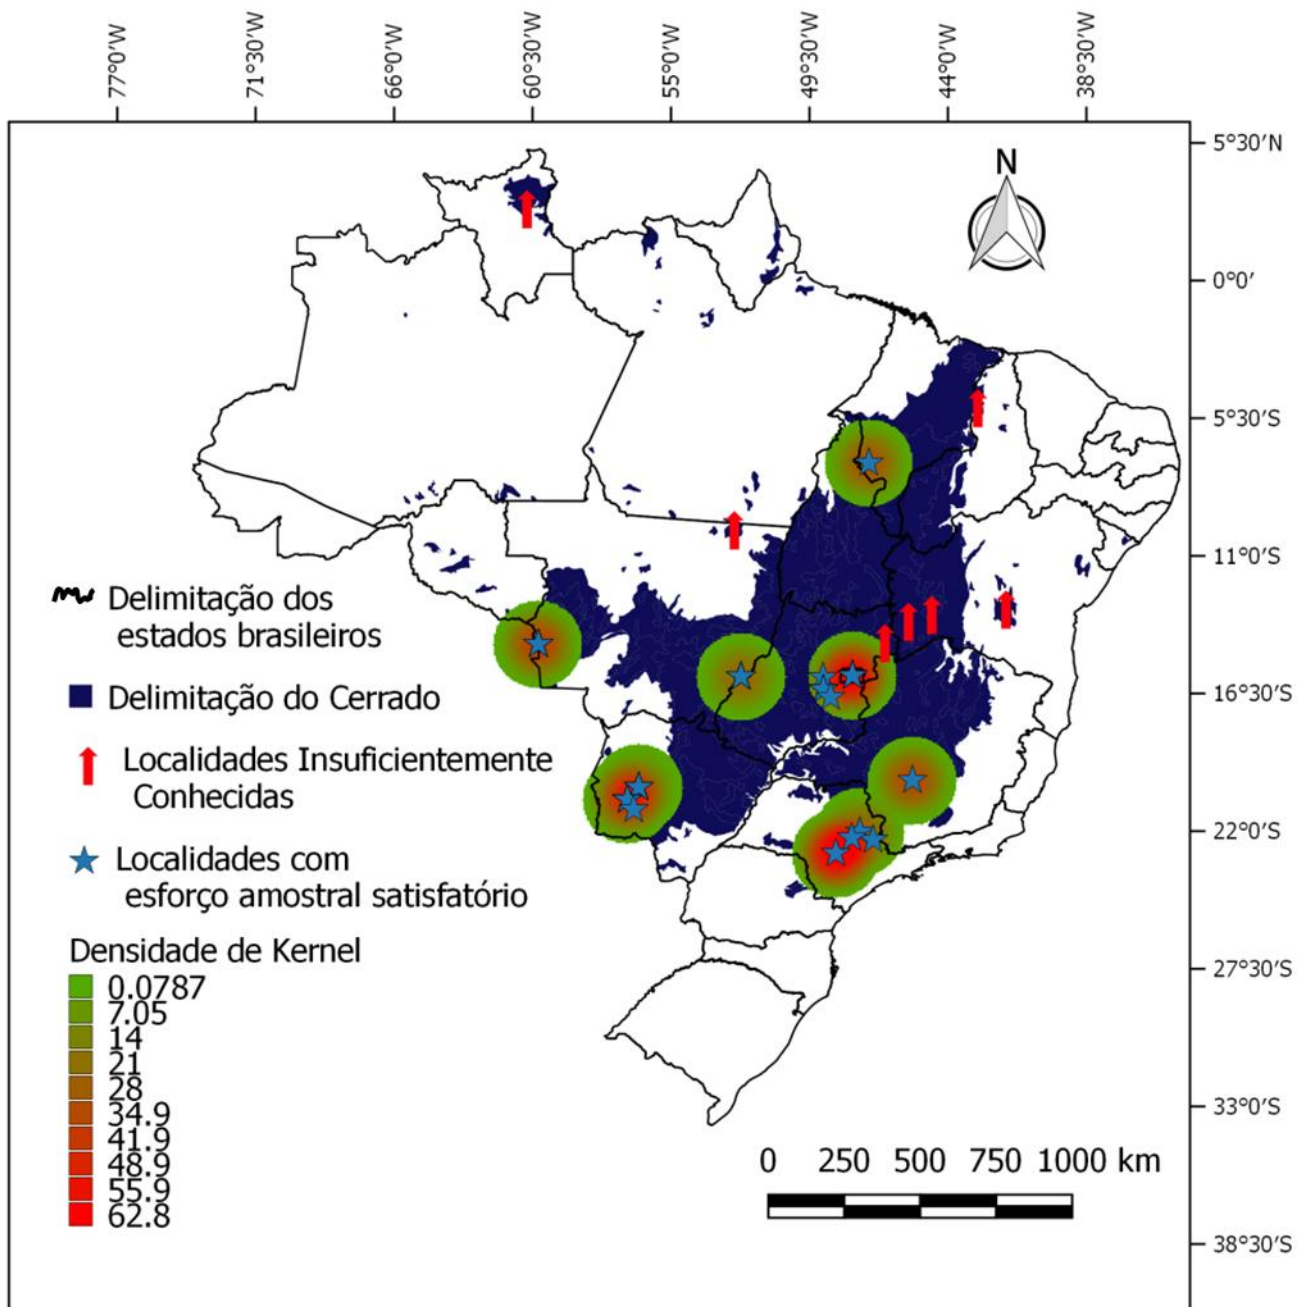 77°0'W
71°30'W
66°0'W
60°30'W
55°0'W
49°30'W
44°0'W
38°30'W
5°30'N
N
0°0'
5°30'S
11°0'S
16°30'S
22°0'S
27°30'S
33°0'S
38°30'S
Delimitação dos
estados brasileiros
Delimitação do Cerrado
Localidades Insuficientemente
Conhecidas
Localidades com
esforço amostral satisfatório
Densidade de Kernel
0.0787
7.05
14
21
28
34.9
41.9
48.9
55.9
62.8
0 250 500 750 1000 km